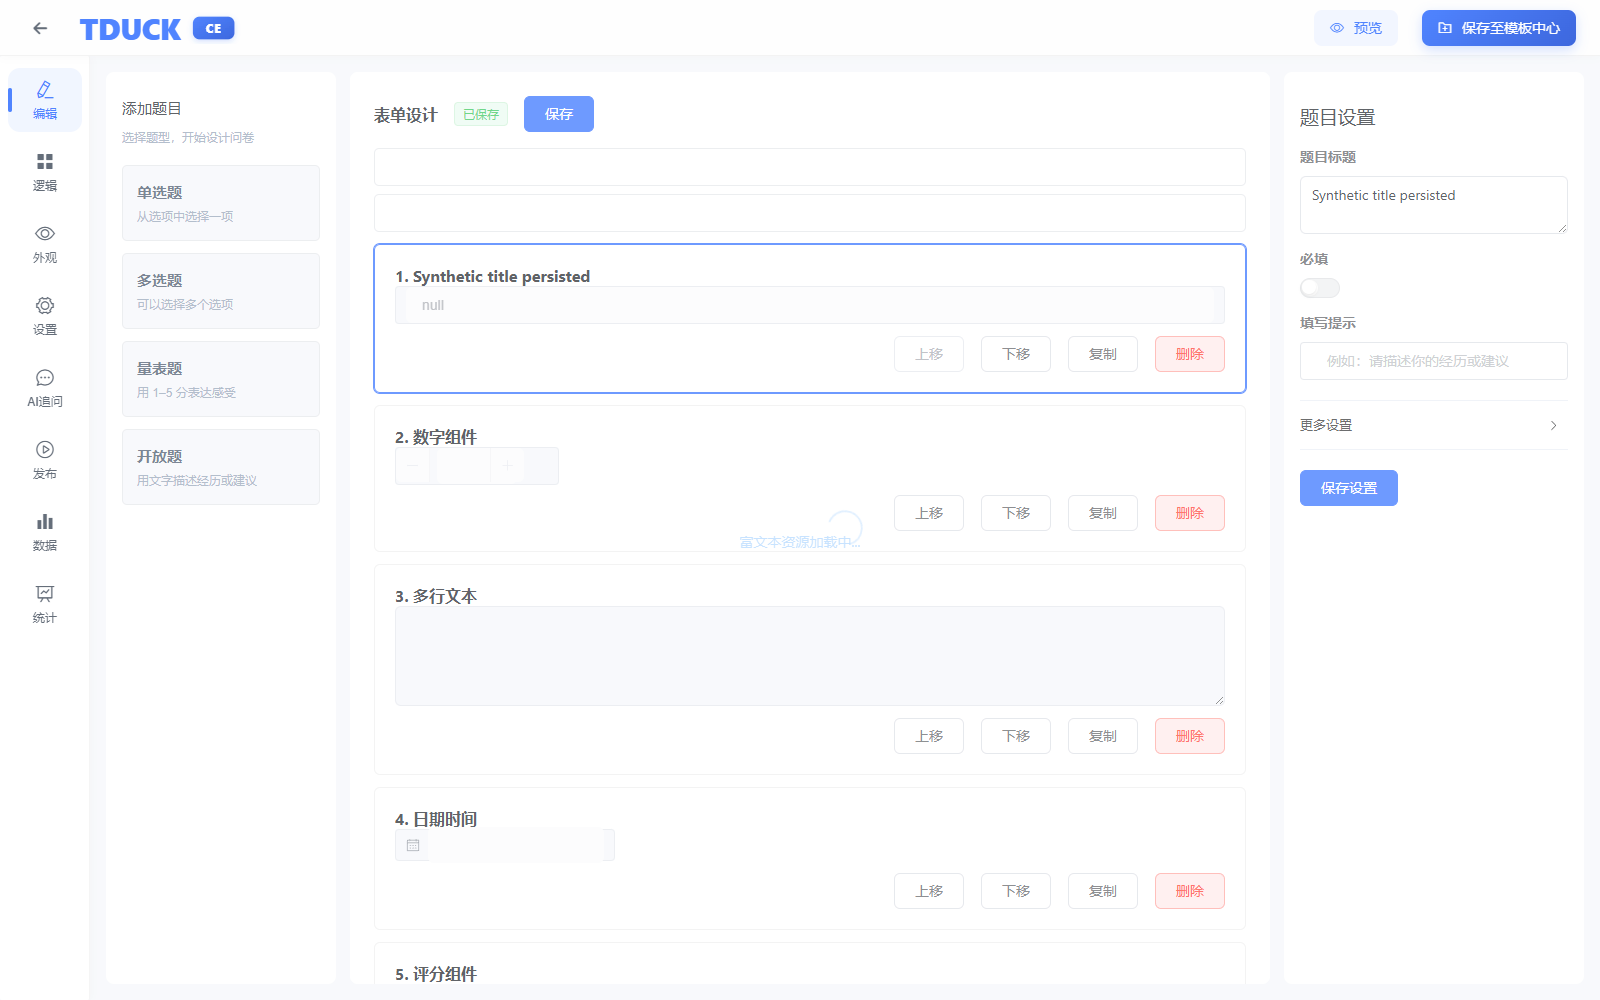 TDUCK CE
预览
保存至模板中心
编辑
逻辑
外观
设置
AI追问
发布
数据
统计
添加题目
选择题型，开始设计问卷
单选题
从选项中选择一项
多选题
可以选择多个选项
量表题
用 1–5 分表达感受
开放题
用文字描述经历或建议
表单设计
已保存
保存
1. Synthetic title persisted
null
上移 下移 复制 删除
2. 数字组件
上移 下移 复制 删除
富文本资源加载中...
3. 多行文本
上移 下移 复制 删除
4. 日期时间
上移 下移 复制 删除
5. 评分组件
题目设置
题目标题
Synthetic title persisted
必填
填写提示
例如：请描述你的经历或建议
更多设置
保存设置